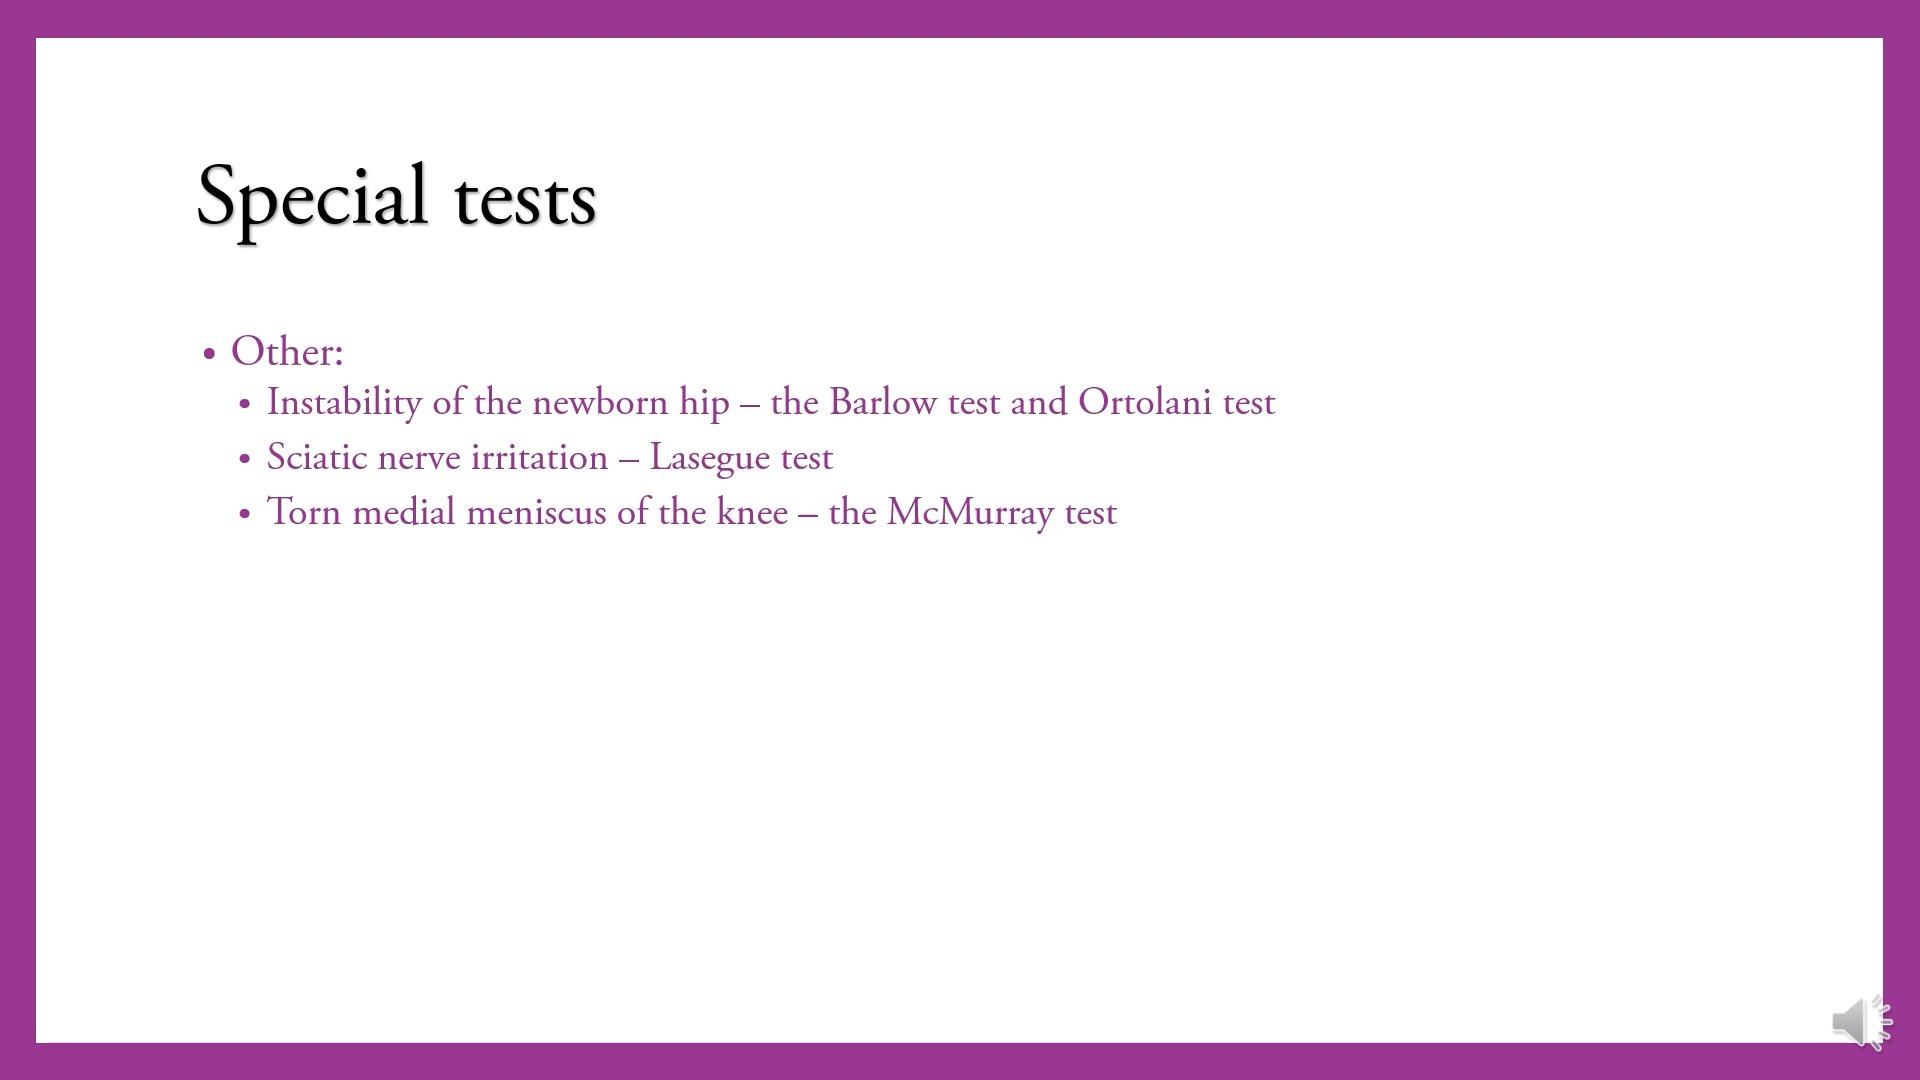 Special tests
• Other:
• Instability of the newborn hip – the Barlow test and Ortolani test
• Sciatic nerve irritation – Lasegue test
• Torn medial meniscus of the knee – the McMurray test